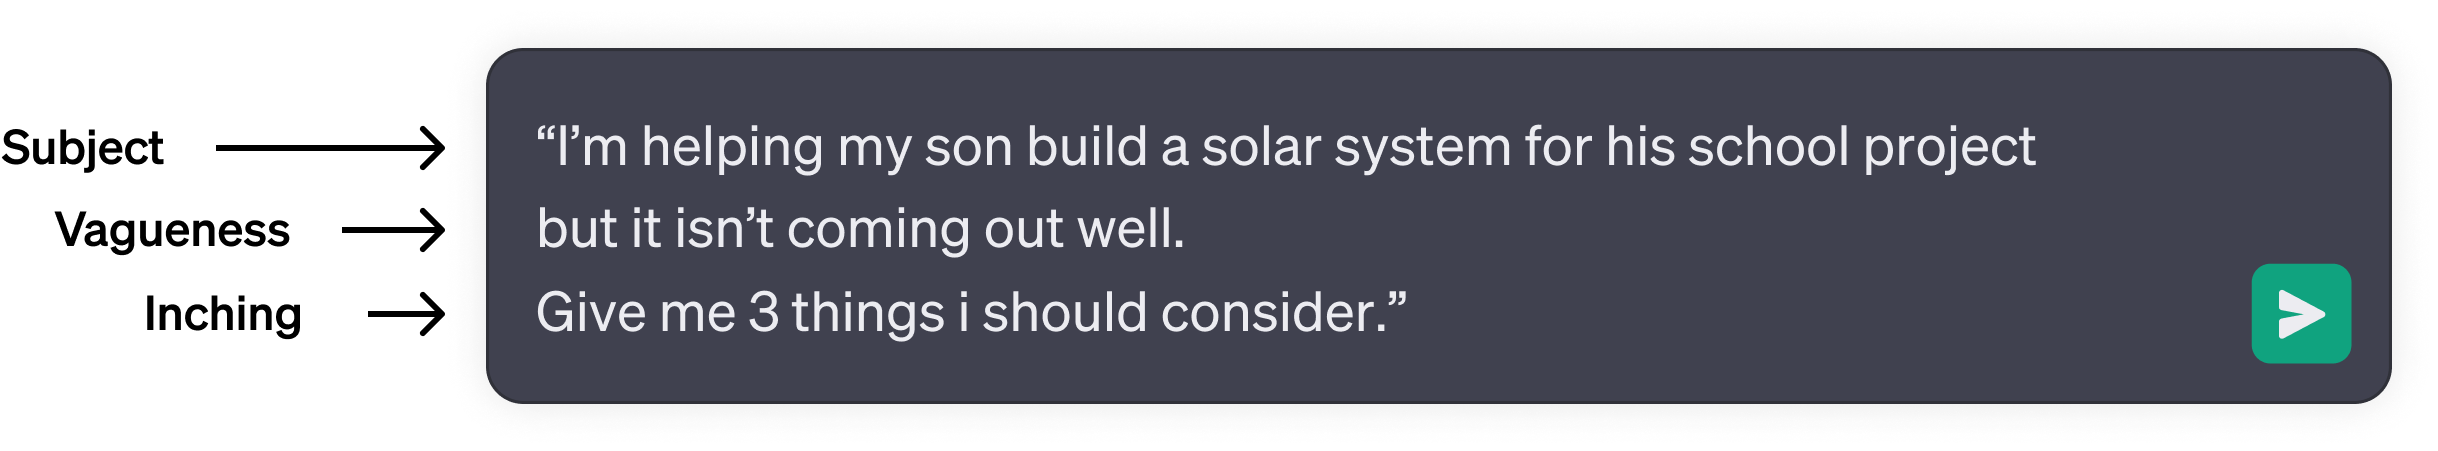 Subject “I’m helping my son build a solar system for his school project
Vagueness but it isn’t coming out well.
Inching Give me 3 things i should consider.”